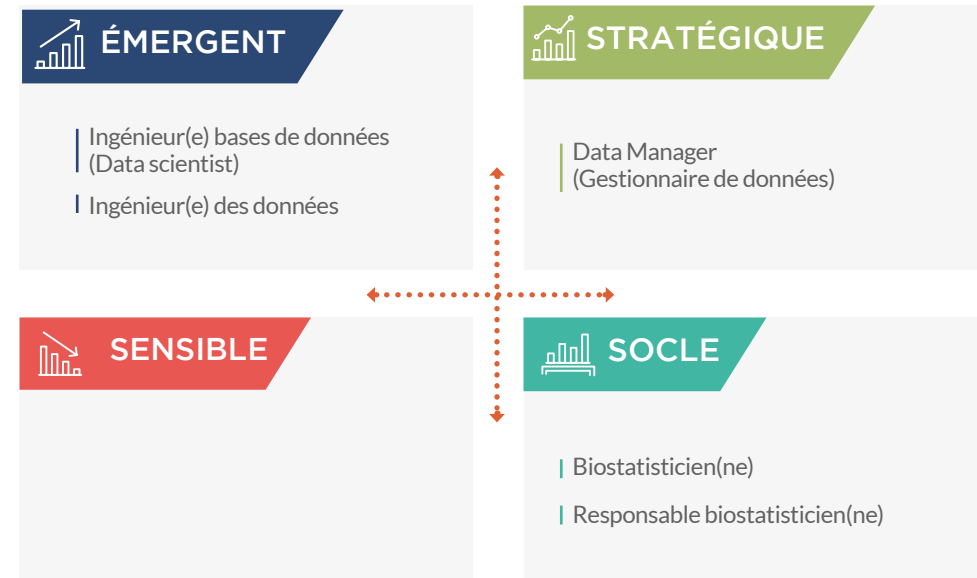 ÉMERGENT
Ingénieur(e) bases de données
(Data scientist)
Ingénieur(e) des données
STRATÉGIQUE
Data Manager
(Gestionnaire de données)
SENSIBLE
SOCLE
Biostatisticien(ne)
Responsable biostatisticien(ne)